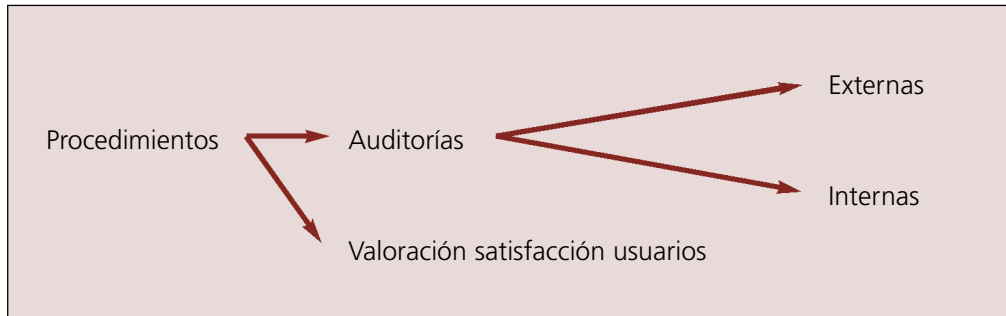 Externas
Procedimientos
Auditorías
Internas
Valoración satisfacción usuarios